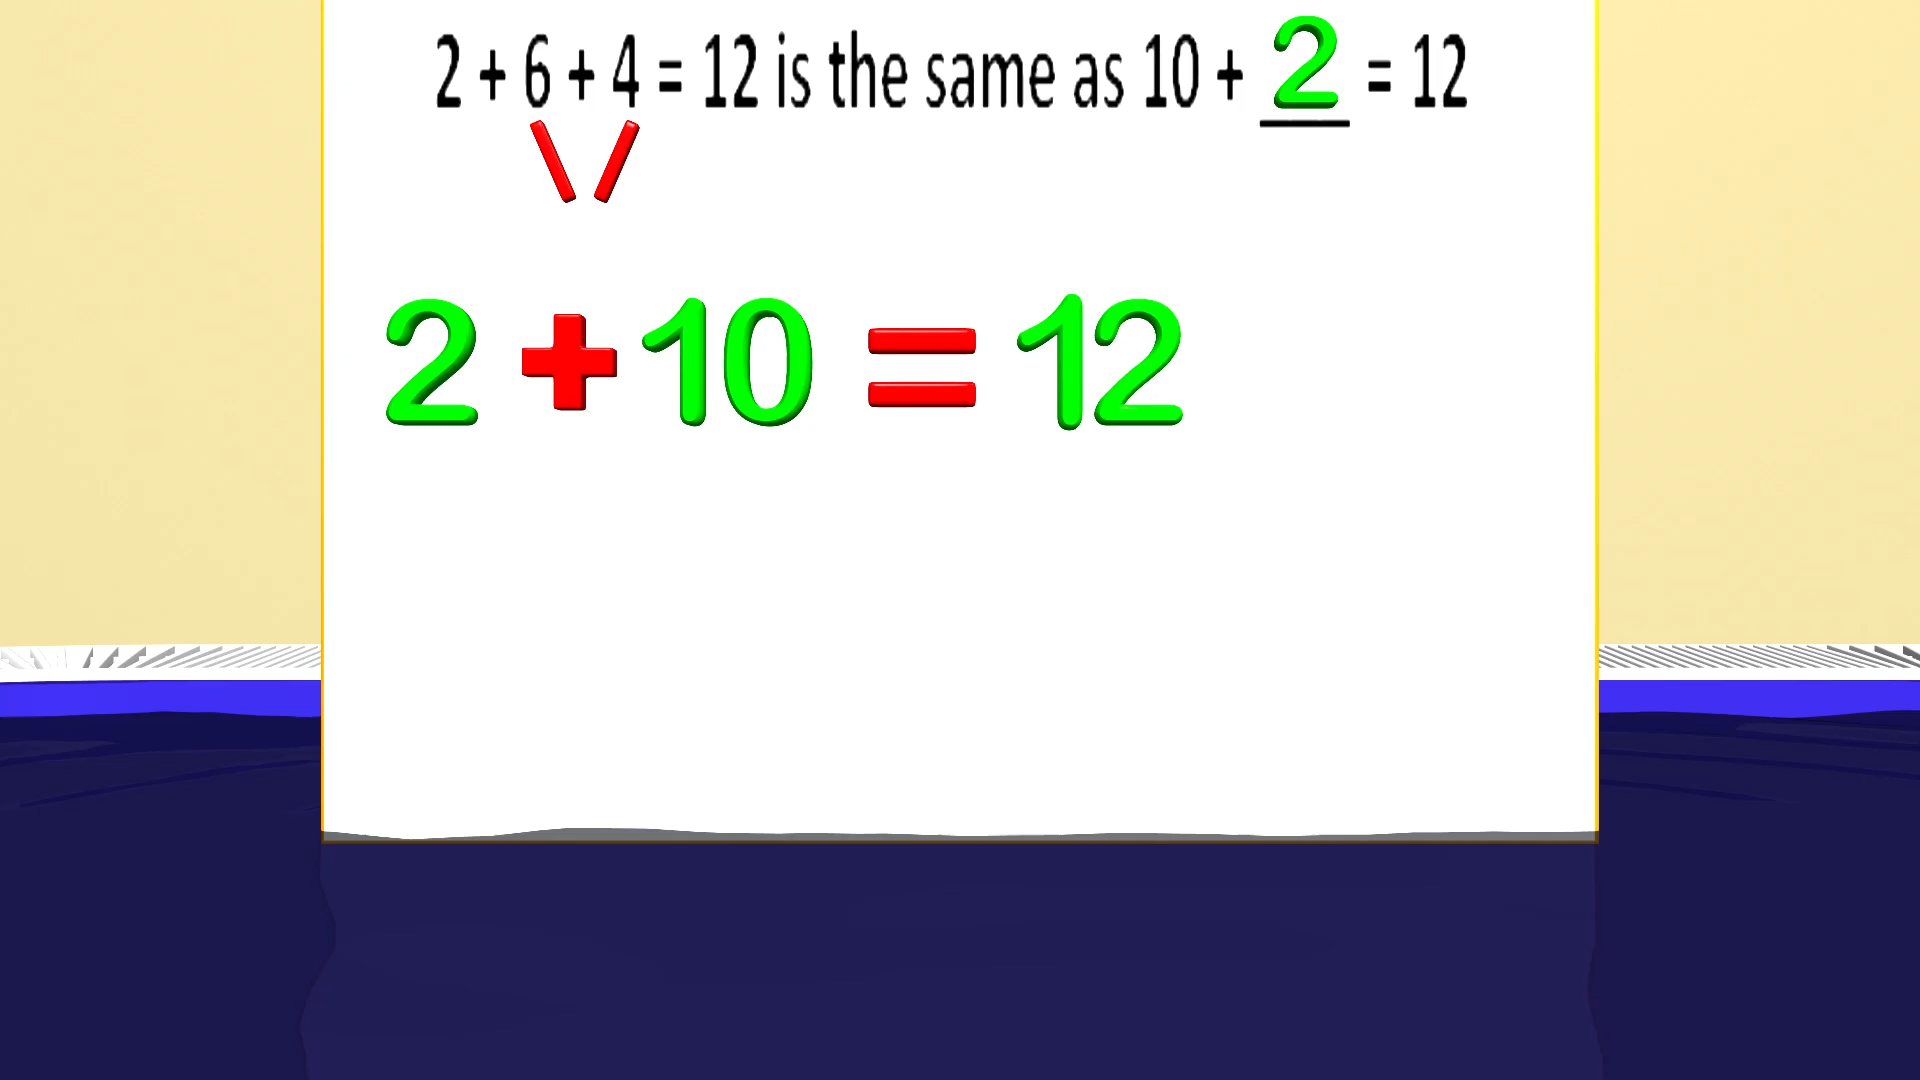 2 + 6 + 4 = 12 is the same as 10 + 2 = 12
2 + 10 = 12